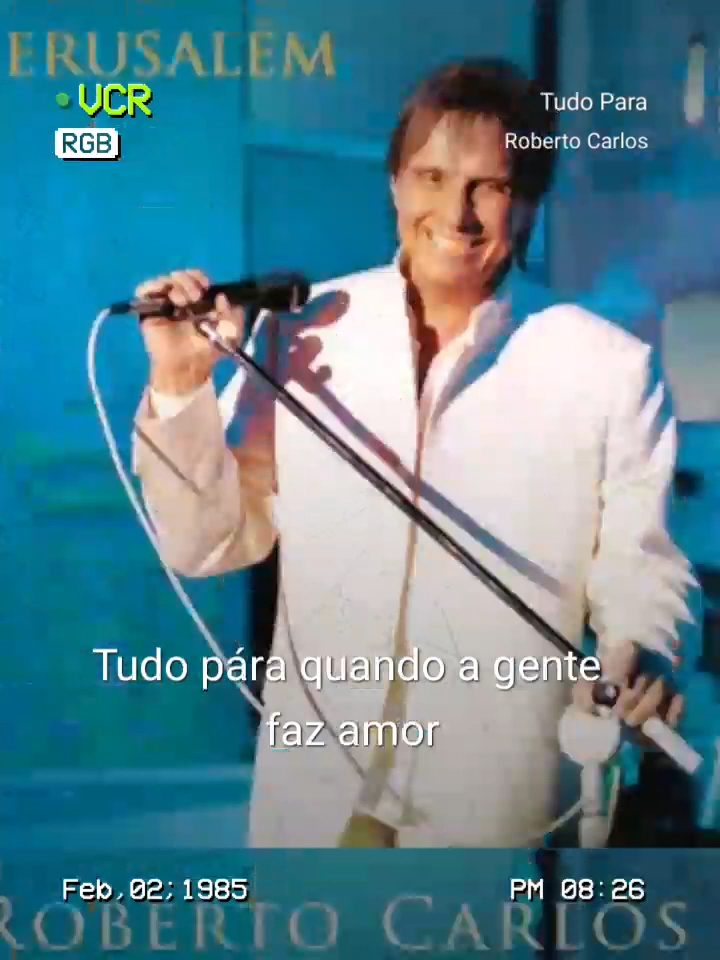 ERUSALÉM
VCR
RGB
Tudo Para
Roberto Carlos
Tudo pára quando a gente
faz amor
Feb,02;1985
PM 08:26
ROBERTO CARLOS